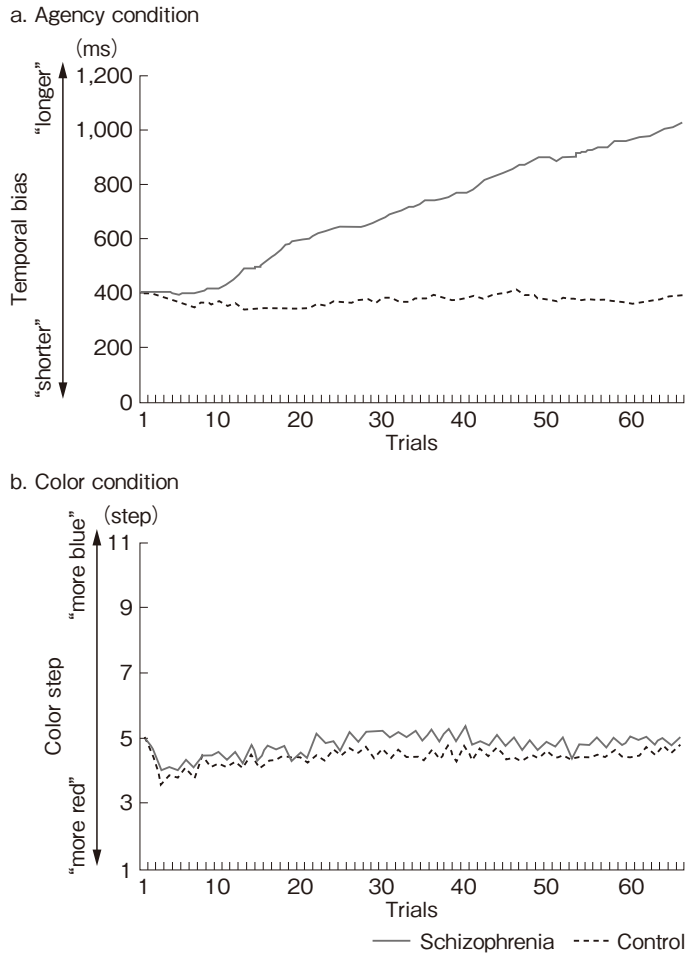 a. Agency condition
(ms)
1,200
1,000
800
600
400
200
0
"longer"
Temporal bias
"shorter"
1 10 20 30 40 50 60
Trials
b. Color condition
(step)
11
9
7
5
3
1
"more blue"
Color step
"more red"
1 10 20 30 40 50 60
Trials
Schizophrenia Control